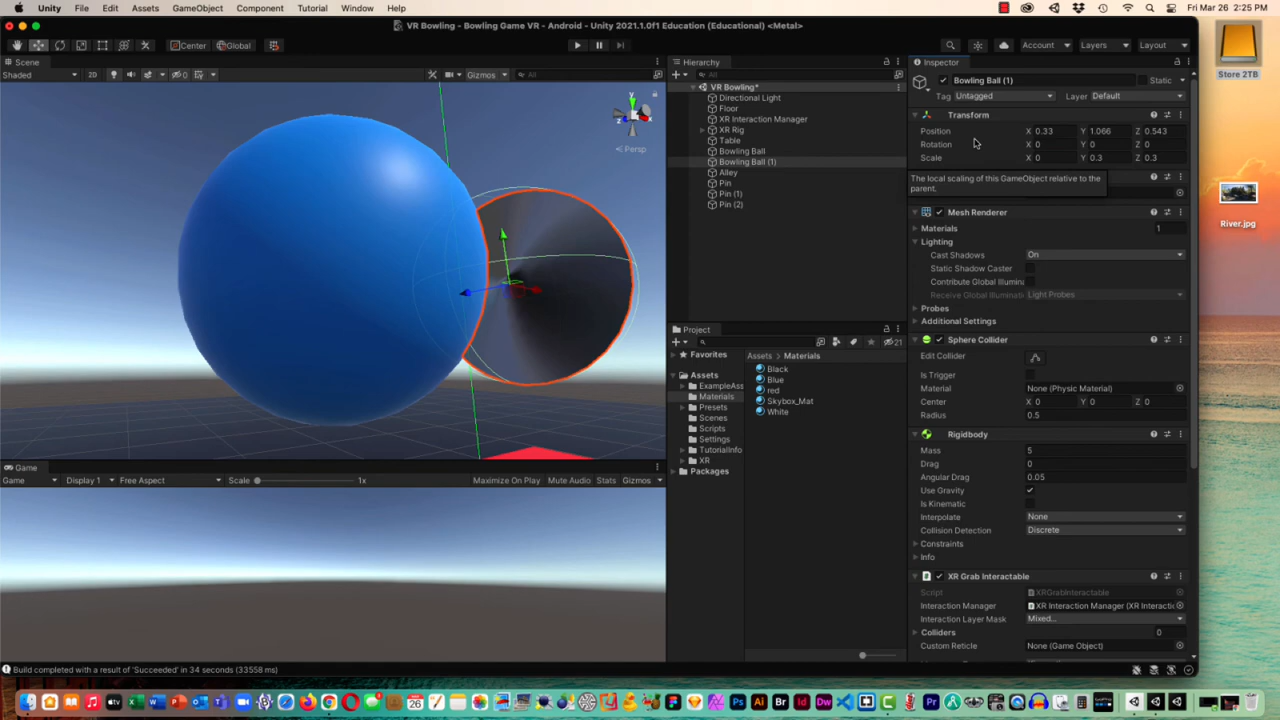 Unity File Edit Assets GameObject Component Tutorial Window Help Fri Mar 26 2:25 PM
VR Bowling - Bowling Game VR - Android - Unity 2021.1.0f1 Education (Educational) <Metal>
Center Global Account Layers Layout
Scene
Shaded 2D 0 Gizmos All
y
z x
Persp
Game
Game Display 1 Free Aspect Scale 1x Maximize On Play Mute Audio Stats Gizmos
Hierarchy
All
VR Bowling*
Directional Light
Floor
XR Interaction Manager
XR Rig
Table
Bowling Ball
Bowling Ball (1)
Alley
Pin
Pin (1)
Pin (2)
Project
21
Favorites
Assets
ExampleAss
Materials
Presets
Scenes
Scripts
Settings
TutorialInfo
XR
Packages
Assets Materials
Black
Blue
red
Skybox_Mat
White
Inspector
Bowling Ball (1) Static
Tag Untagged Layer Default
Transform
Position X 0.33 Y 1.066 Z 0.543
Rotation X 0 Y 0 Z 0
Scale X 0 Y 0.3 Z 0.3
The local scaling of this GameObject relative to the
parent.
Mesh Renderer
Materials 1
Lighting
Cast Shadows On
Static Shadow Caster
Contribute Global Illumina
Receive Global Illuminat Light Probes
Probes
Additional Settings
Sphere Collider
Edit Collider
Is Trigger
Material None (Physic Material)
Center X 0 Y 0 Z 0
Radius 0.5
Rigidbody
Mass 5
Drag 0
Angular Drag 0.05
Use Gravity
Is Kinematic
Interpolate None
Collision Detection Discrete
Constraints
Info
XR Grab Interactable
Script XRGrabInteractable
Interaction Manager XR Interaction Manager (XR Interactic
Interaction Layer Mask Mixed...
Colliders 0
Custom Reticle None (Game Object)
Build completed with a result of 'Succeeded' in 34 seconds (33558 ms)
Store 2TB
River.jpg